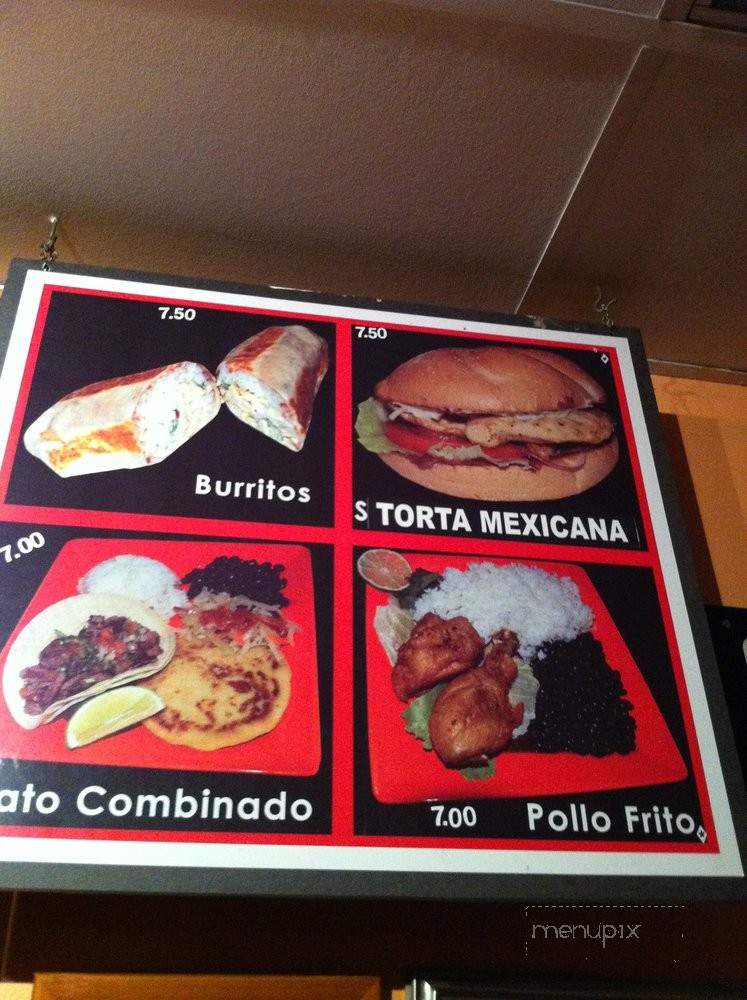 7.50
Burritos
7.50
S TORTA MEXICANA
7.00
ato Combinado
7.00
Pollo Frito
menupix